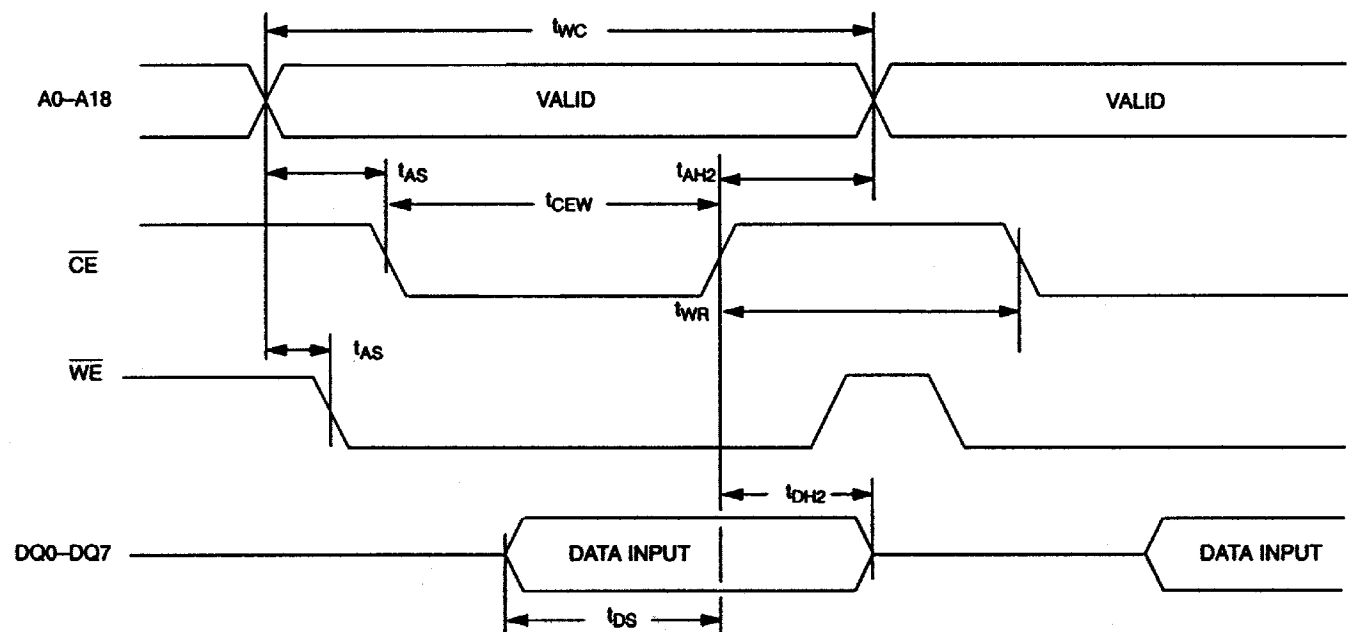 tWC
A0–A18
VALID
VALID
tAS
tAH2
tCEW
CE
tWR
tAS
WE
tDH2
DQ0–DQ7
DATA INPUT
DATA INPUT
tDS